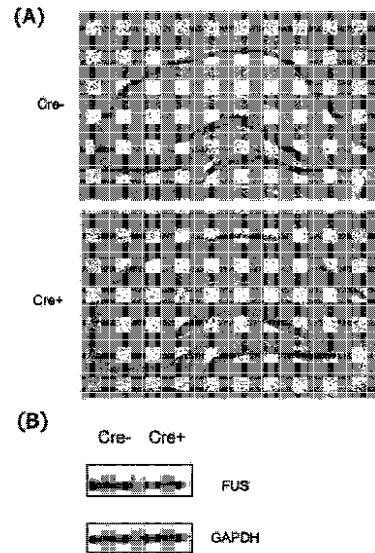 (A)
Cre-
Cre+
(B)
Cre- Cre+
FUS
GAPDH